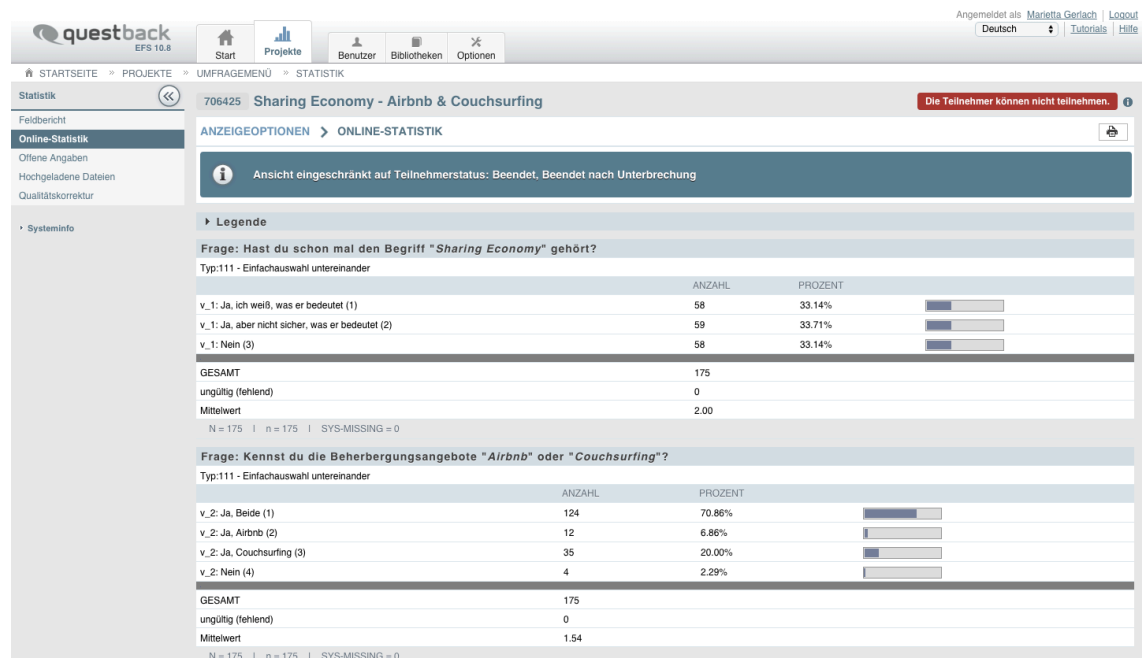 Angemeldet als Marietta Gerlach | Logout
questback
EFS 10.8
Deutsch | Tutorials | Hilfe
Start Projekte Benutzer Bibliotheken Optionen
STARTSEITE » PROJEKTE » UMFRAGEMENÜ » STATISTIK
Statistik
Feldbericht
Online-Statistik
Offene Angaben
Hochgeladene Dateien
Qualitätskorrektur
Systeminfo
706425 Sharing Economy - Airbnb & Couchsurfing
Die Teilnehmer können nicht teilnehmen.
ANZEIGEOPTIONEN > ONLINE-STATISTIK
Ansicht eingeschränkt auf Teilnehmerstatus: Beendet, Beendet nach Unterbrechung
Legende
Frage: Hast du schon mal den Begriff "Sharing Economy" gehört?
Typ:111 - Einfachauswahl untereinander
ANZAHL PROZENT
v_1: Ja, ich weiß, was er bedeutet (1) 58 33.14%
v_1: Ja, aber nicht sicher, was er bedeutet (2) 59 33.71%
v_1: Nein (3) 58 33.14%
GESAMT 175
ungültig (fehlend) 0
Mittelwert 2.00
N = 175 | n = 175 | SYS-MISSING = 0
Frage: Kennst du die Beherbergungsangebote "Airbnb" oder "Couchsurfing"?
Typ:111 - Einfachauswahl untereinander
ANZAHL PROZENT
v_2: Ja, Beide (1) 124 70.86%
v_2: Ja, Airbnb (2) 12 6.86%
v_2: Ja, Couchsurfing (3) 35 20.00%
v_2: Nein (4) 4 2.29%
GESAMT 175
ungültig (fehlend) 0
Mittelwert 1.54
N = 175 | n = 175 | SYS-MISSING = 0